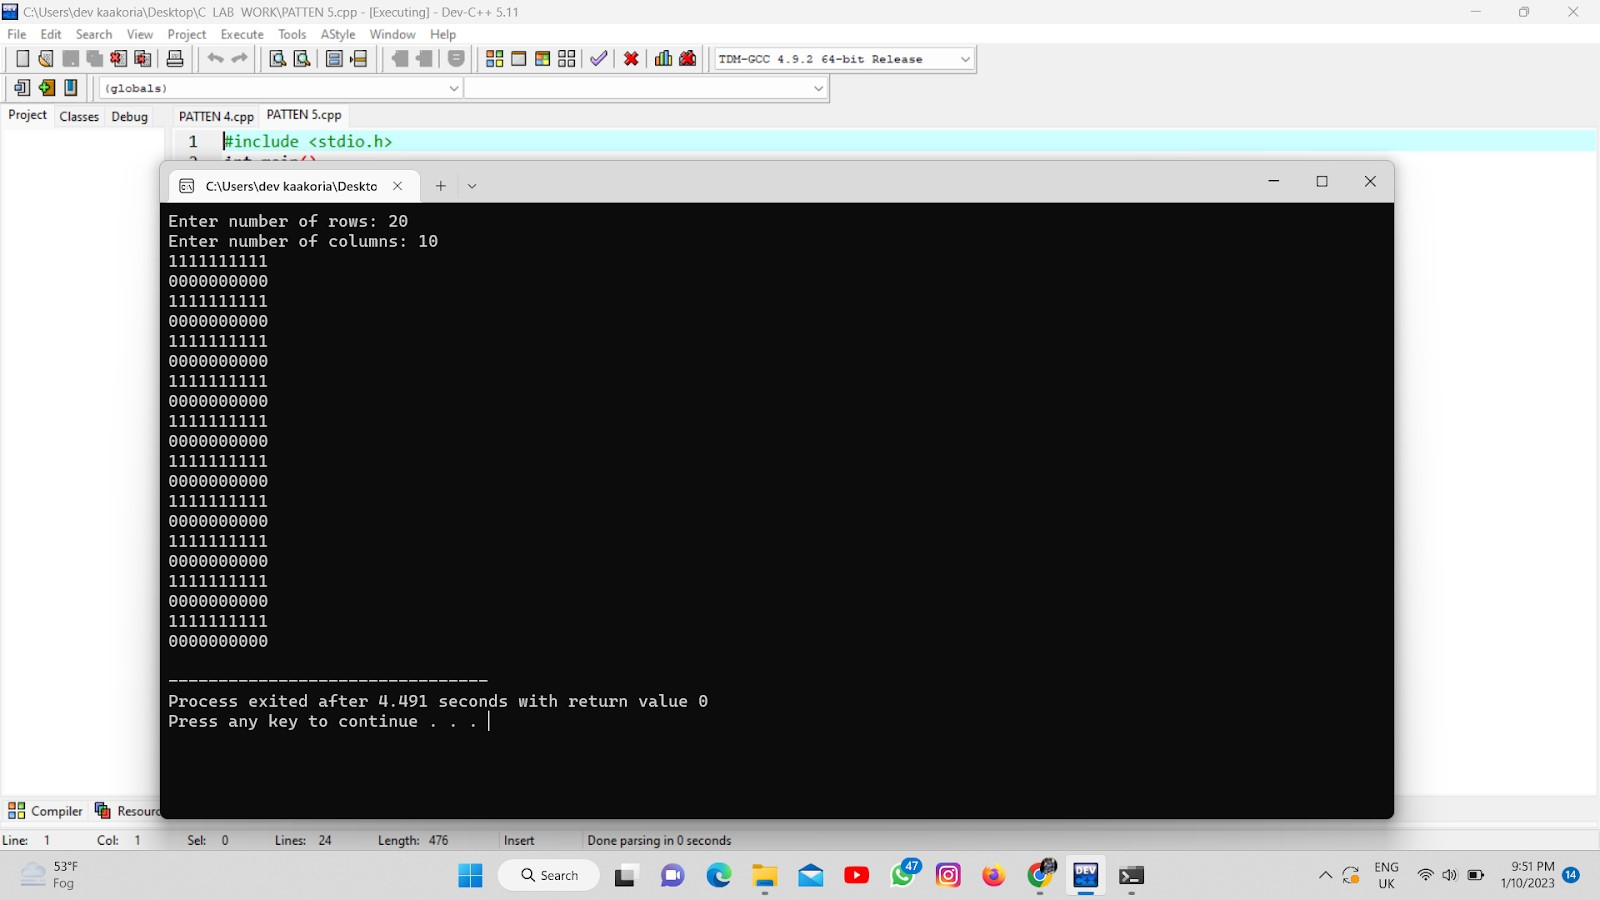 C:\Users\dev kaakoria\Desktop\C LAB WORK\PATTEN 5.cpp - [Executing] - Dev-C++ 5.11
File Edit Search View Project Execute Tools AStyle Window Help
TDM-GCC 4.9.2 64-bit Release
(globals)
Project Classes Debug PATTEN 4.cpp PATTEN 5.cpp
1 #include <stdio.h>
C:\Users\dev kaakoria\Deskto
Enter number of rows: 20
Enter number of columns: 10
1111111111
0000000000
1111111111
0000000000
1111111111
0000000000
1111111111
0000000000
1111111111
0000000000
1111111111
0000000000
1111111111
0000000000
1111111111
0000000000
1111111111
0000000000
1111111111
0000000000
--------------------------------
Process exited after 4.491 seconds with return value 0
Press any key to continue . . .
Compiler Resourc
Line: 1 Col: 1 Sel: 0 Lines: 24 Length: 476 Insert Done parsing in 0 seconds
53°F
Fog
Search
47
DEV
ENG
UK
9:51 PM
1/10/2023
14